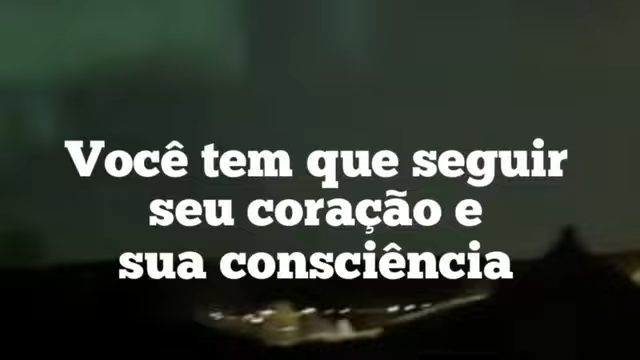 Você tem que seguir
seu coração e
sua consciência